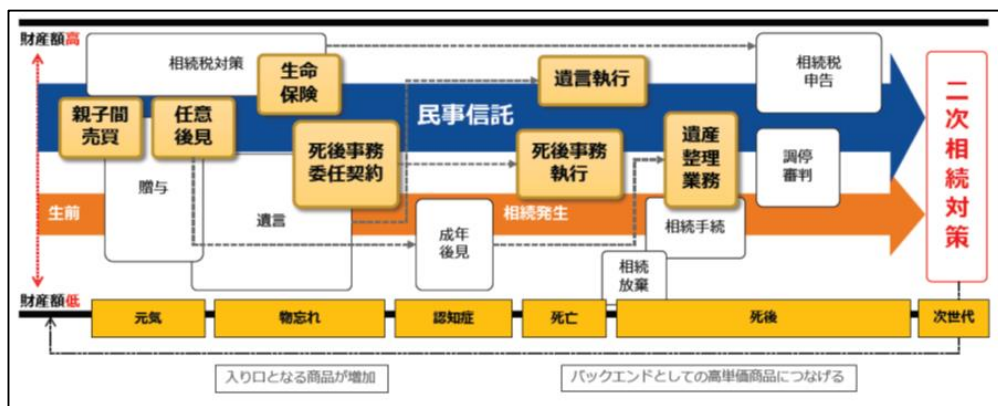 財産額高
相続税対策
生命
保険
遺言執行
相続税
申告
親子間
売買
任意
後見
民事信託
死後事務
委任契約
死後事務
執行
遺産
整理
業務
調停
審判
贈与
生前
遺言
相続発生
成年
後見
相続手続
相続
放棄
二次相続対策
財産額低
元気
物忘れ
認知症
死亡
死後
次世代
入り口となる商品が増加
バックエンドとしての高単価商品につなげる